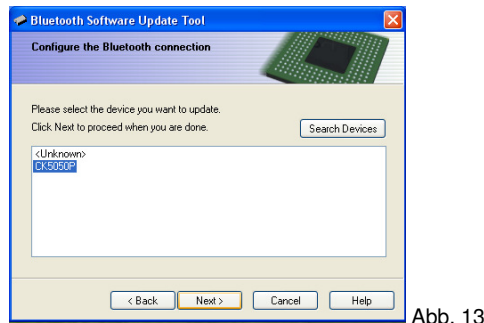 Bluetooth Software Update Tool
Configure the Bluetooth connection
Please select the device you want to update.
Click Next to proceed when you are done.
Search Devices
<Unknown>
CK5050P
< Back
Next >
Cancel
Help
Abb. 13